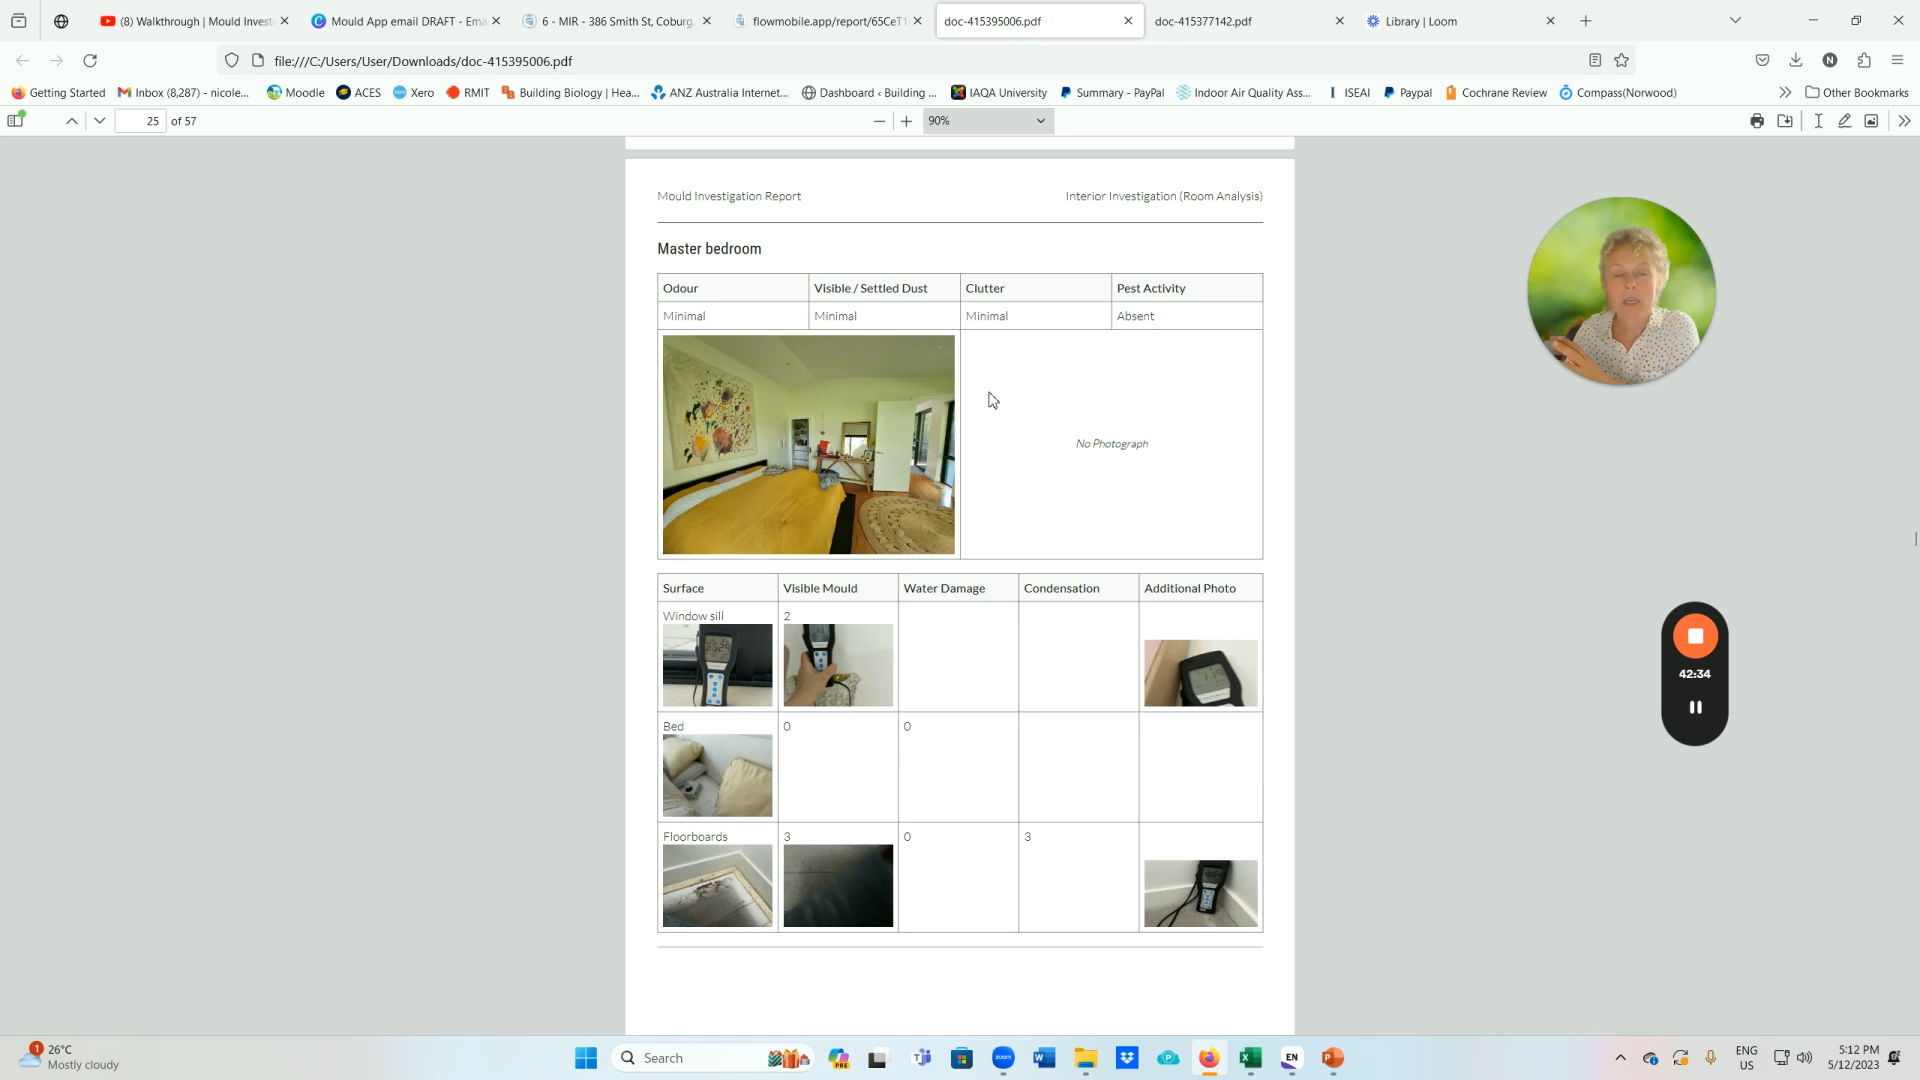 (8) Walkthrough | Mould Investi
Mould App email DRAFT - Ema
6 - MIR - 386 Smith St, Coburg
flowmobile.app/report/65CeT1
doc-415395006.pdf
doc-415377142.pdf
Library | Loom
file:///C:/Users/User/Downloads/doc-415395006.pdf
N
Getting Started
Inbox (8,287) - nicole...
Moodle
ACES
Xero
RMIT
Building Biology | Hea...
ANZ Australia Internet...
Dashboard ‹ Building ...
IAQA University
Summary - PayPal
Indoor Air Quality Ass...
ISEAI
Paypal
Cochrane Review
Compass(Norwood)
Other Bookmarks
25 of 57
90%
Mould Investigation Report
Interior Investigation (Room Analysis)
Master bedroom
Odour
Visible / Settled Dust
Clutter
Pest Activity
Minimal
Minimal
Minimal
Absent
No Photograph
Surface
Visible Mould
Water Damage
Condensation
Additional Photo
Window sill
2
Bed
0
0
Floorboards
3
0
3
42:34
1
26°C
Mostly cloudy
Search
PRE
zoom
EN
ENG
US
5:12 PM
5/12/2023